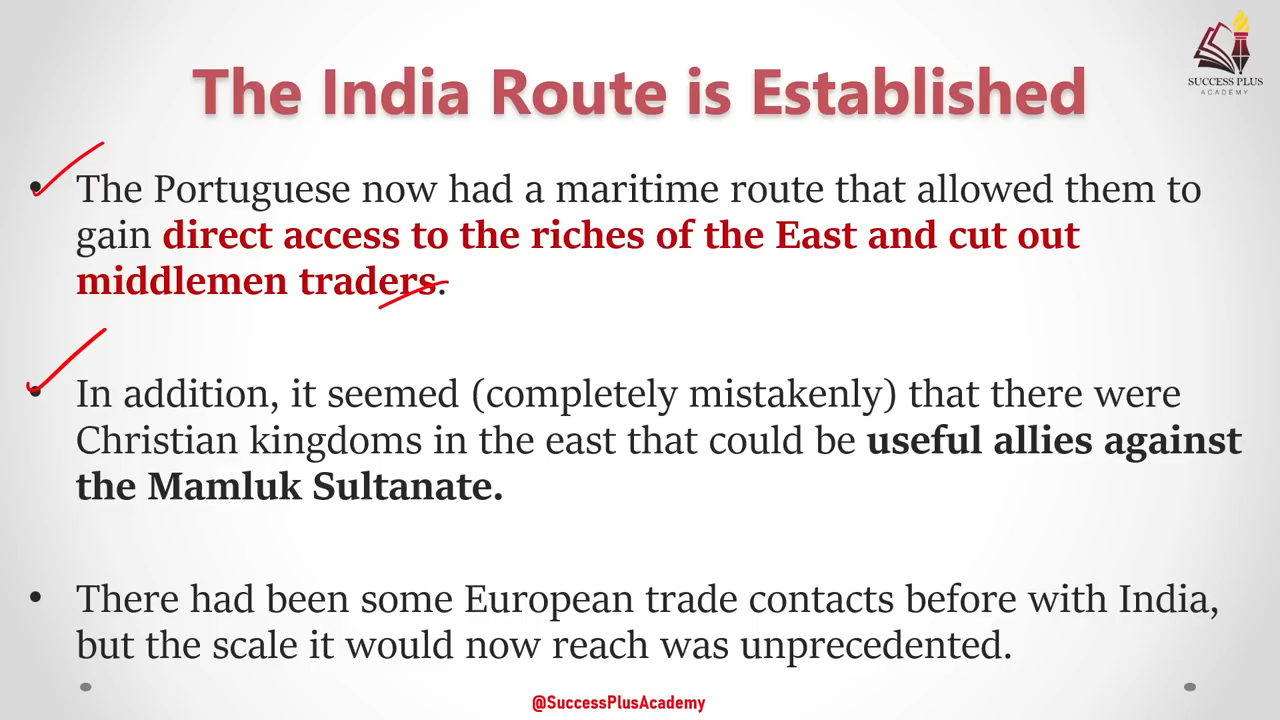 SUCCESS PLUS
ACADEMY
The India Route is Established
• The Portuguese now had a maritime route that allowed them to
gain direct access to the riches of the East and cut out
middlemen traders.
• In addition, it seemed (completely mistakenly) that there were
Christian kingdoms in the east that could be useful allies against
the Mamluk Sultanate.
• There had been some European trade contacts before with India,
but the scale it would now reach was unprecedented.
@SuccessPlusAcademy